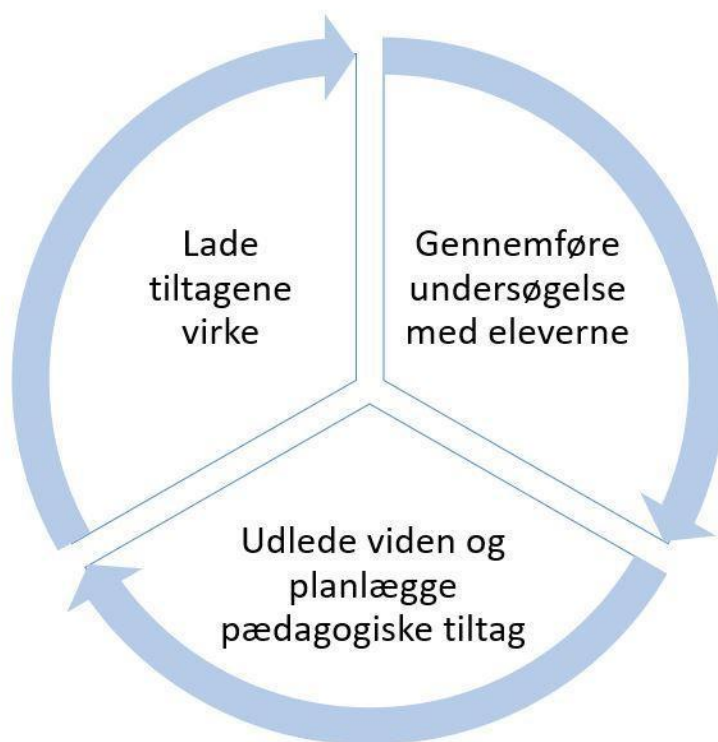 Lade
tiltagene
virke
Gennemføre
undersøgelse
med eleverne
Udlede viden og
planlægge
pædagogiske tiltag